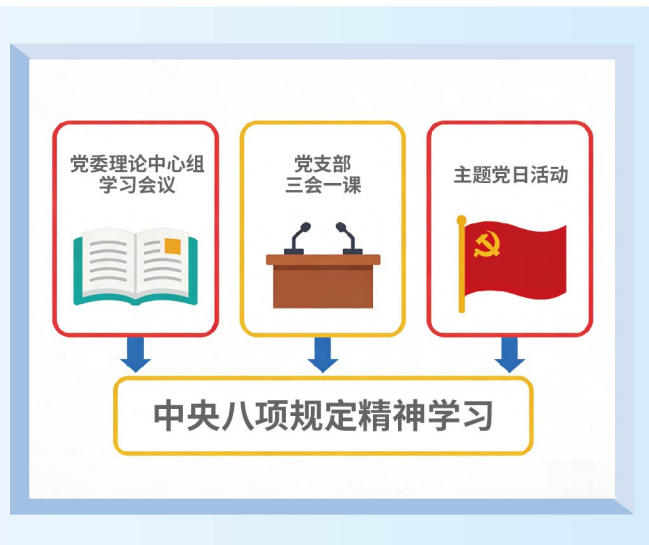 党委理论中心组
学习会议
党支部
三会一课
主题党日活动
中央八项规定精神学习